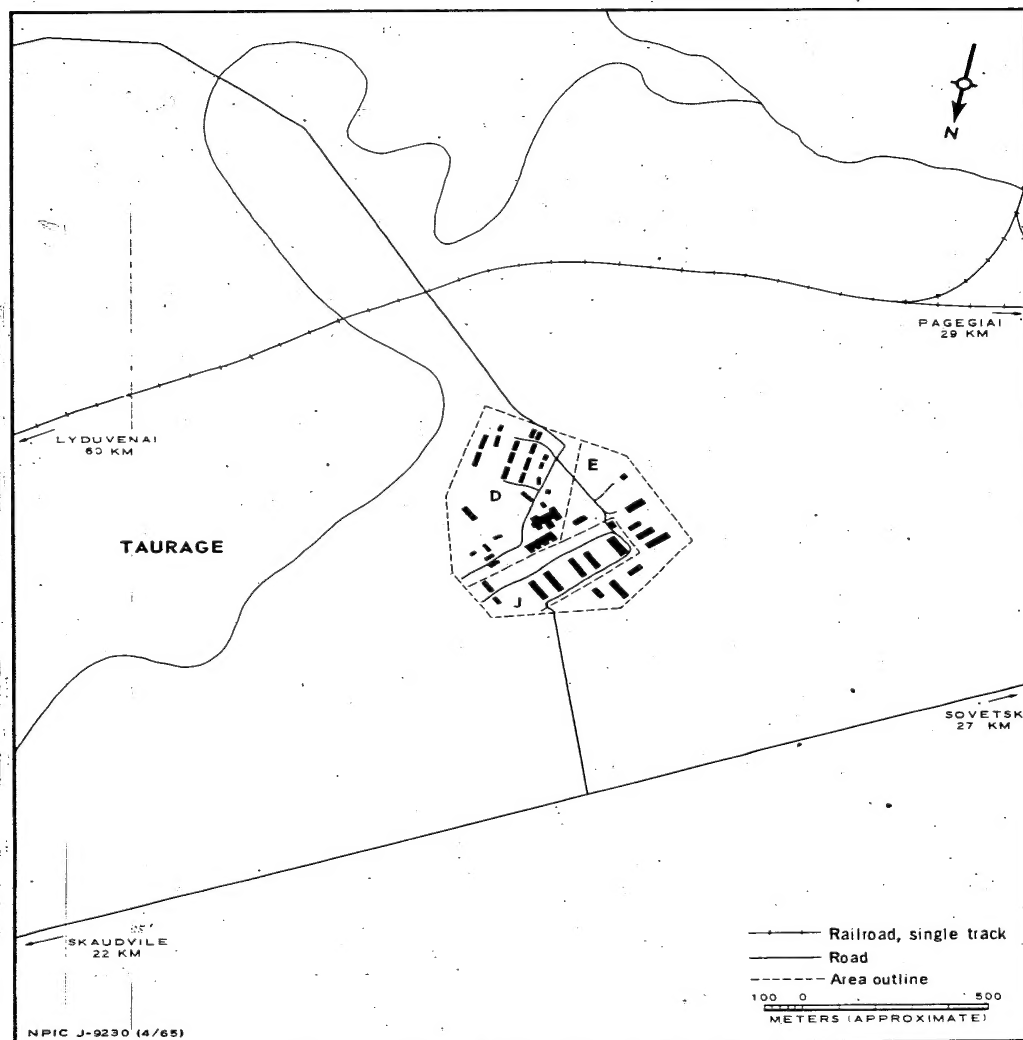 N
PAGEGIAI
29 KM
LYDUVENAI
60 KM
E
D
TAURAGE
J
SOVETSK
27 KM
SKAUDVILE
22 KM
Railroad, single track
Road
Area outline
100 0 500
METERS (APPROXIMATE)
NPIC J-9230 (4/65)